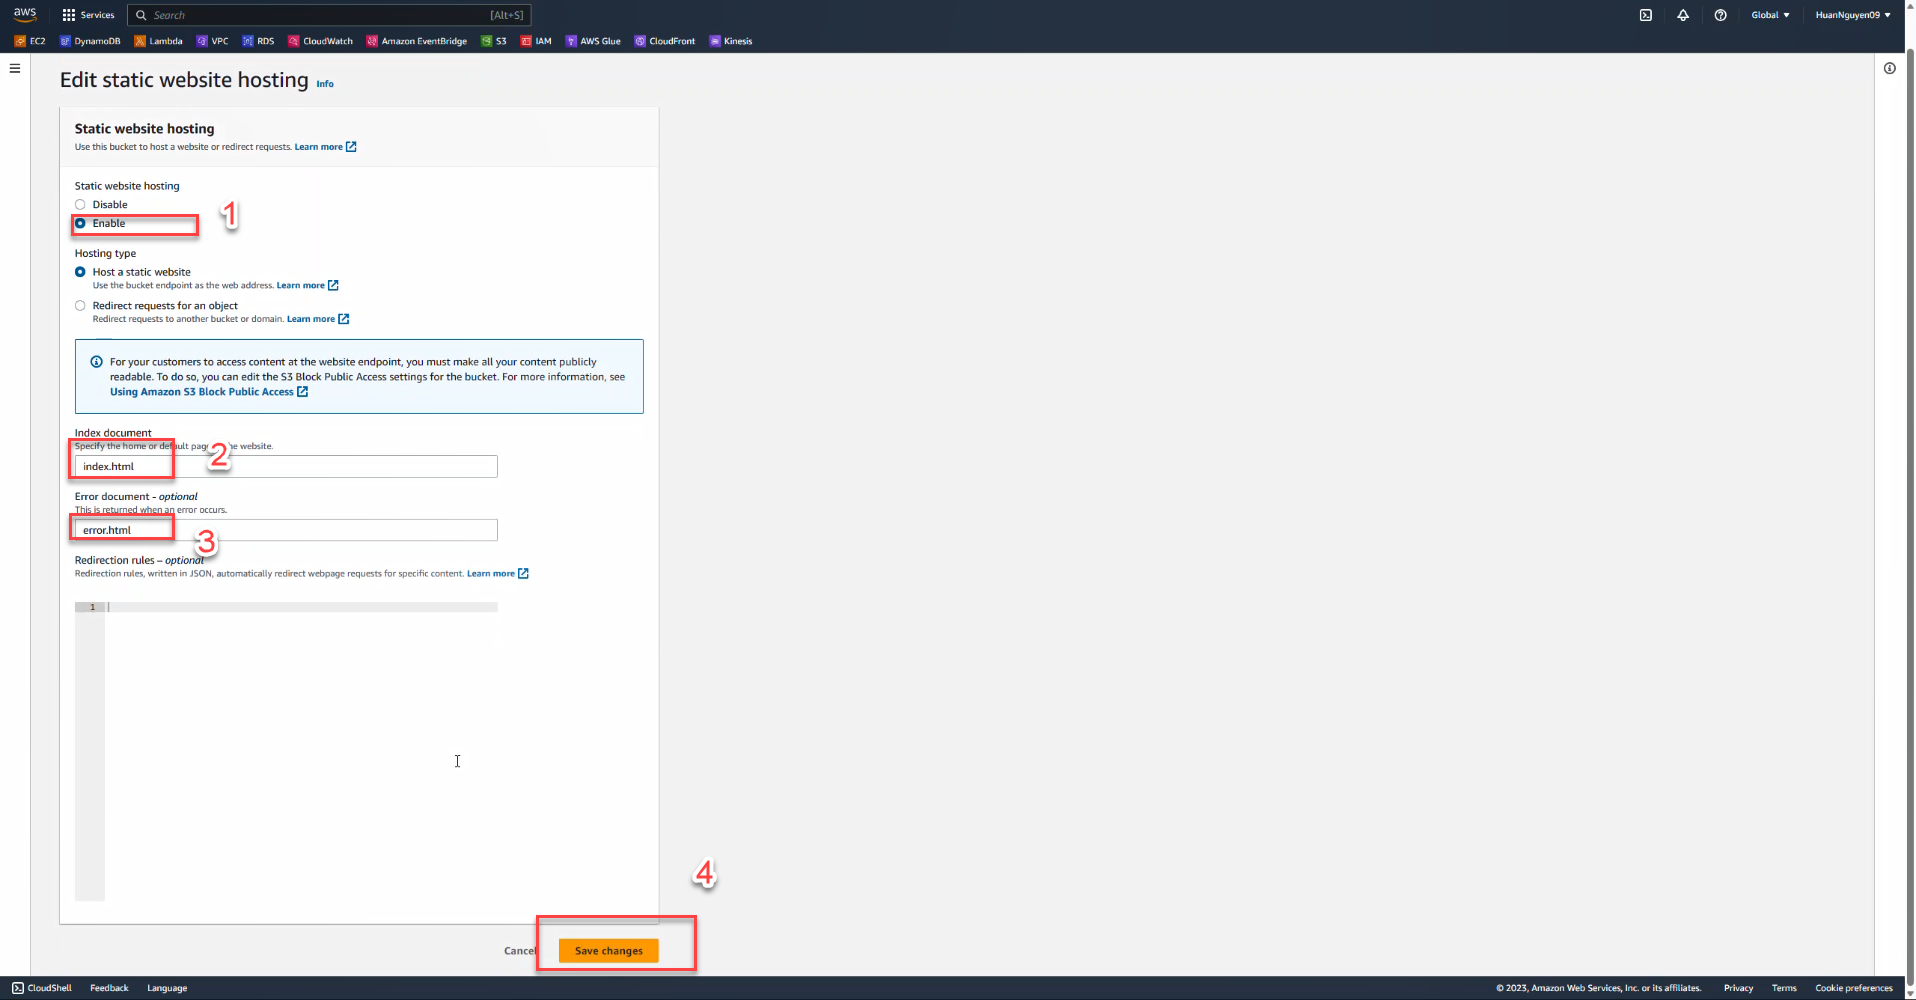 aws Services Search [Alt+S] Global HuanNguyen09
EC2 DynamoDB Lambda VPC RDS CloudWatch Amazon EventBridge S3 IAM AWS Glue CloudFront Kinesis
Edit static website hosting Info
Static website hosting
Use this bucket to host a website or redirect requests. Learn more
Static website hosting
Disable
1
Enable
Hosting type
Host a static website
Use the bucket endpoint as the web address. Learn more
Redirect requests for an object
Redirect requests to another bucket or domain. Learn more
For your customers to access content at the website endpoint, you must make all your content publicly
readable. To do so, you can edit the S3 Block Public Access settings for the bucket. For more information, see
Using Amazon S3 Block Public Access
Index document
Specify the home or default page website.
2
index.html
Error document - optional
This is returned when an error occurs.
error.html
3
Redirection rules – optional
Redirection rules, written in JSON, automatically redirect webpage requests for specific content. Learn more
1
4
Cancel Save changes
CloudShell Feedback Language © 2023, Amazon Web Services, Inc. or its affiliates. Privacy Terms Cookie preferences